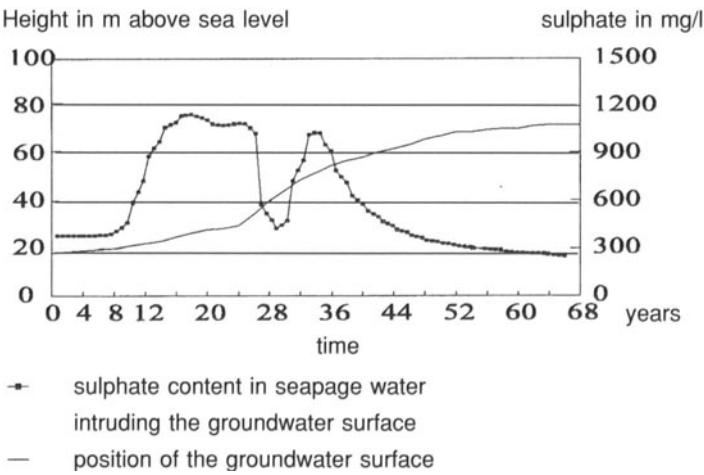 Height in m above sea level sulphate in mg/l
100 1500
80 1200
60 900
40 600
20 300
0 0
0 4 8 12 20 28 36 44 52 60 68 years
time
sulphate content in seapage water
intruding the groundwater surface
position of the groundwater surface